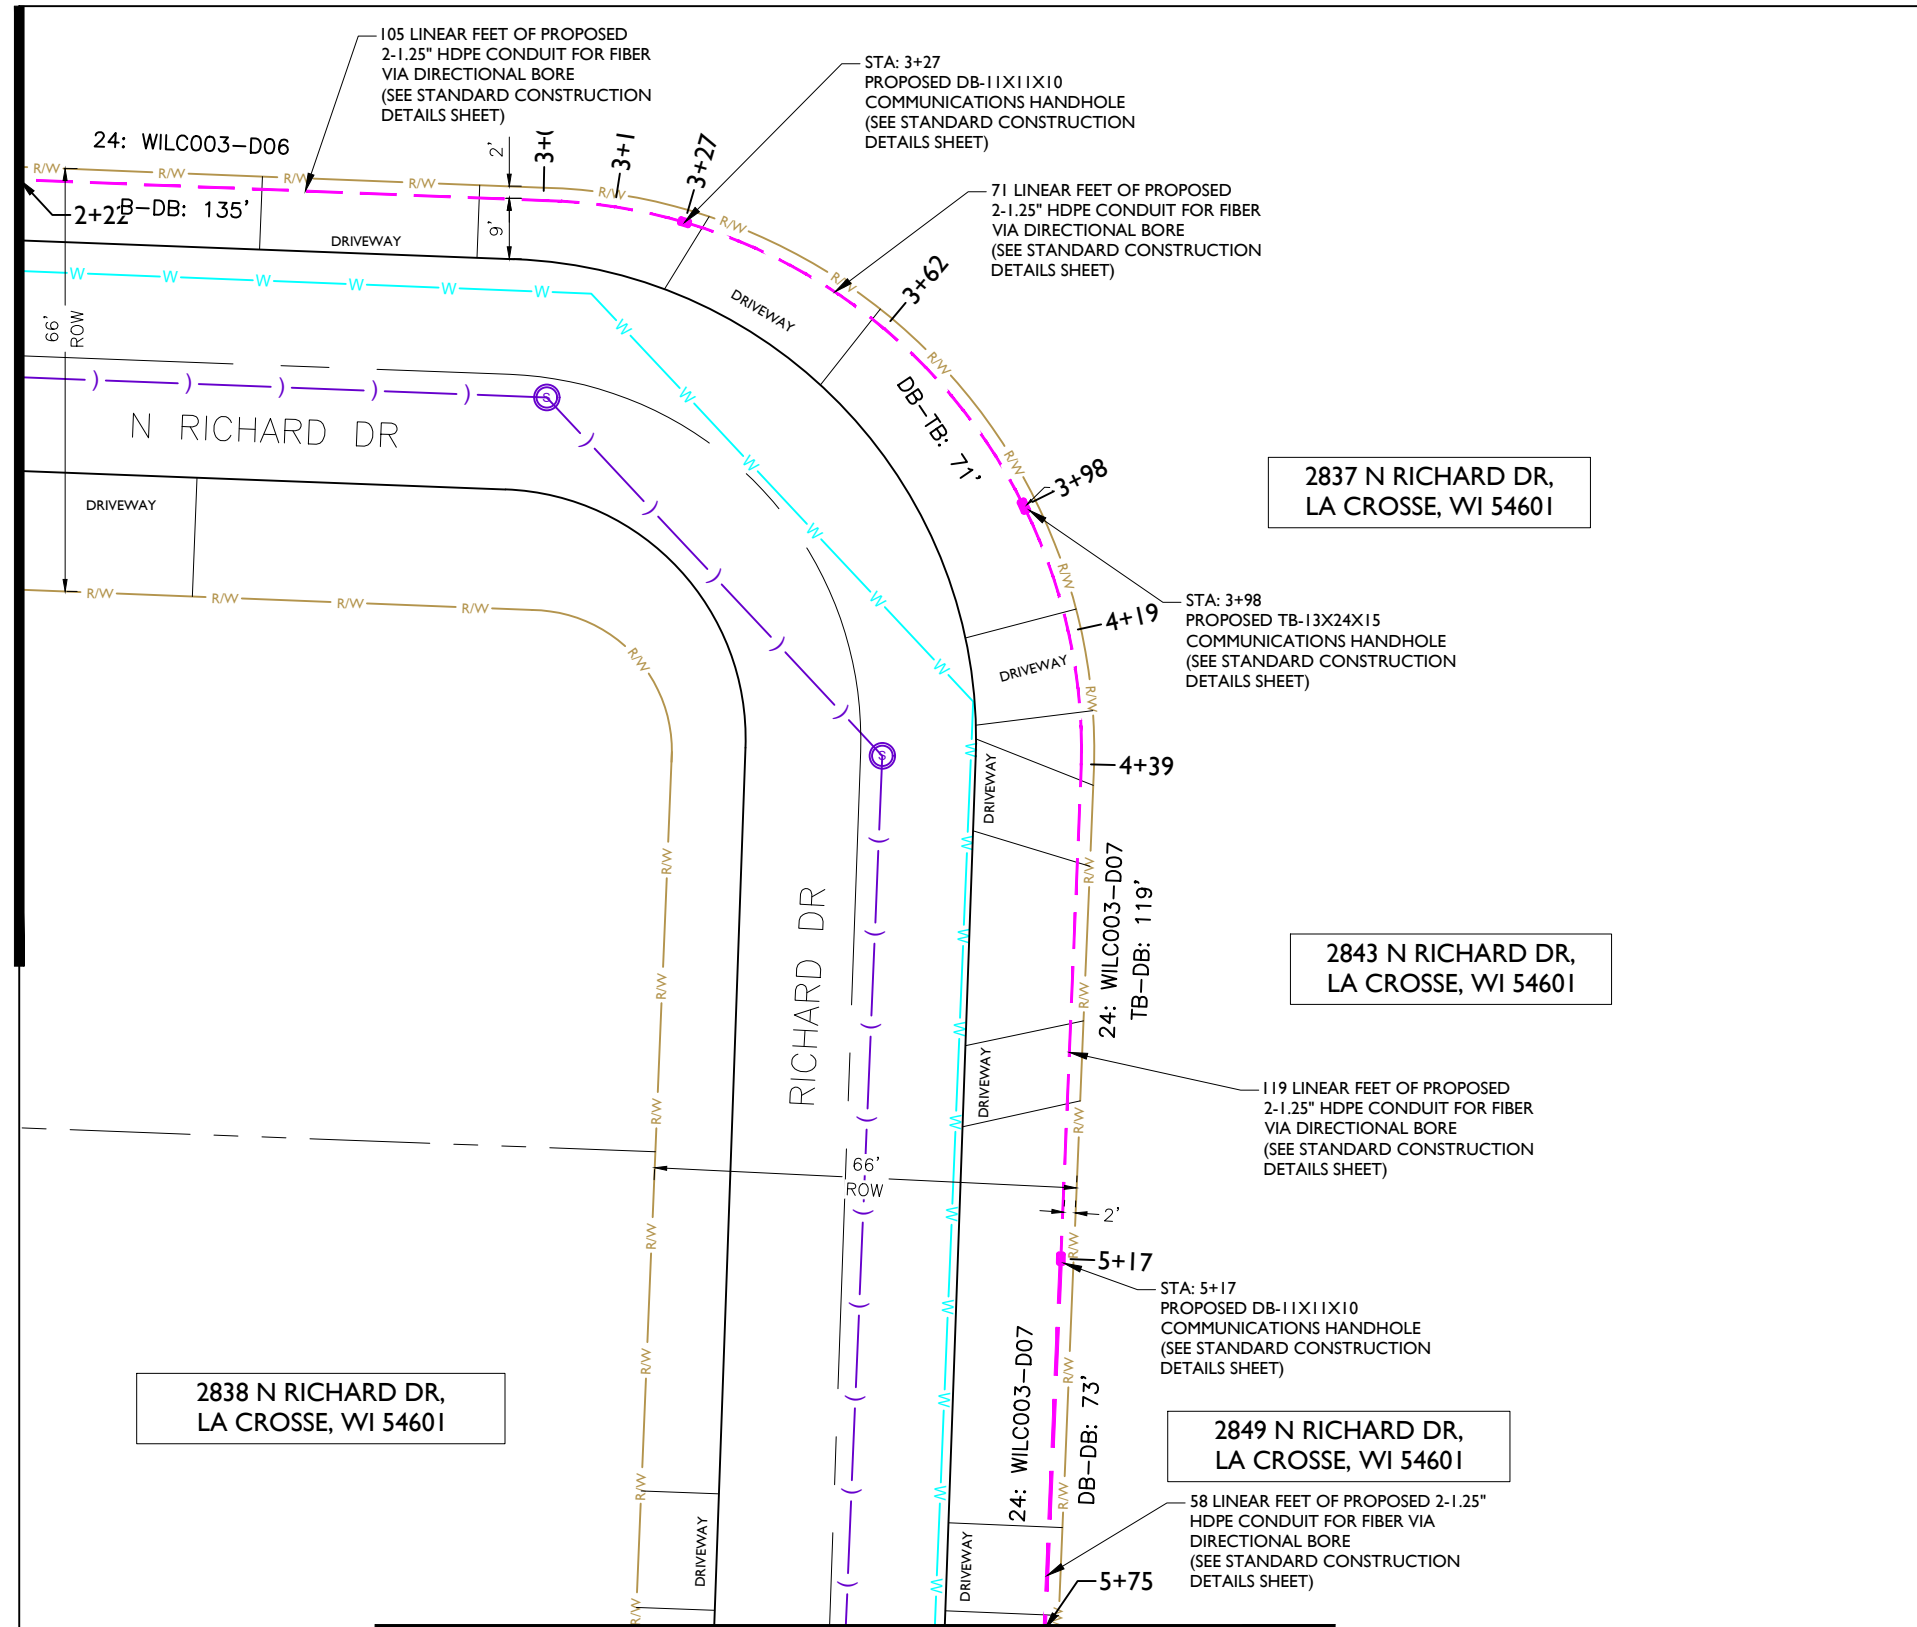 105 LINEAR FEET OF PROPOSED
2-1.25" HDPE CONDUIT FOR FIBER
VIA DIRECTIONAL BORE
(SEE STANDARD CONSTRUCTION
DETAILS SHEET)
STA: 3+27
PROPOSED DB-11X11X10
COMMUNICATIONS HANDHOLE
(SEE STANDARD CONSTRUCTION
DETAILS SHEET)
24: WILC003-D06
2'
3+1
3+27
71 LINEAR FEET OF PROPOSED
2-1.25" HDPE CONDUIT FOR FIBER
VIA DIRECTIONAL BORE
(SEE STANDARD CONSTRUCTION
DETAILS SHEET)
R/W R/W R/W R/W R/W R/W R/W R/W R/W R/W R/W
2+22
B-DB: 135'
9'
DRIVEWAY
DRIVEWAY
3+62
W W W W W W W W W W W W
66'
ROW
N RICHARD DR
S
DB-TB: 71'
3+98
2837 N RICHARD DR,
LA CROSSE, WI 54601
DRIVEWAY
R/W R/W R/W R/W R/W
STA: 3+98
PROPOSED TB-13X24X15
COMMUNICATIONS HANDHOLE
(SEE STANDARD CONSTRUCTION
DETAILS SHEET)
4+19
DRIVEWAY
S
4+39
DRIVEWAY
RICHARD DR
24: WILC003-D07
TB-DB: 119'
2843 N RICHARD DR,
LA CROSSE, WI 54601
DRIVEWAY
119 LINEAR FEET OF PROPOSED
2-1.25" HDPE CONDUIT FOR FIBER
VIA DIRECTIONAL BORE
(SEE STANDARD CONSTRUCTION
DETAILS SHEET)
66'
ROW
2'
5+17
STA: 5+17
PROPOSED DB-11X11X10
COMMUNICATIONS HANDHOLE
(SEE STANDARD CONSTRUCTION
DETAILS SHEET)
24: WILC003-D07
DB-DB: 73'
2838 N RICHARD DR,
LA CROSSE, WI 54601
2849 N RICHARD DR,
LA CROSSE, WI 54601
58 LINEAR FEET OF PROPOSED 2-1.25"
HDPE CONDUIT FOR FIBER VIA
DIRECTIONAL BORE
(SEE STANDARD CONSTRUCTION
DETAILS SHEET)
DRIVEWAY
DRIVEWAY
5+75